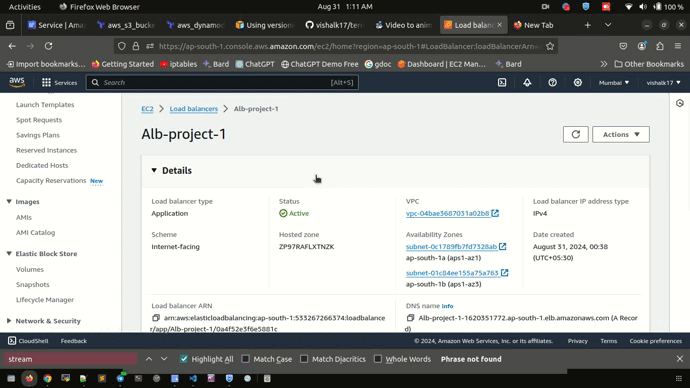 Activities
Firefox Web Browser
Aug 31 1:11 AM
100 %
Service | Ama
aws_s3_bucke
aws_dynamoc
Using version
vishalk17/terr
Video to anim
Load balanc
New Tab
https://ap-south-1.console.aws.amazon.com/ec2/home?region=ap-south-1#LoadBalancer:loadBalancerArn=
Import bookmarks...
Getting Started
iptables
Bard
ChatGPT
ChatGPT Demo Free
gdoc
Dashboard | EC2 Man...
Bard
Other Bookmarks
aws
Services
Search
[Alt+S]
Mumbai
vishalk17
Launch Templates
Spot Requests
Savings Plans
Reserved Instances
Dedicated Hosts
Capacity Reservations New
Images
AMIs
AMI Catalog
Elastic Block Store
Volumes
Snapshots
Lifecycle Manager
Network & Security
EC2
Load balancers
Alb-project-1
Alb-project-1
Actions
Details
Load balancer type
Application
Status
Active
VPC
vpc-04bae3687031a02b8
Load balancer IP address type
IPv4
Scheme
Internet-facing
Hosted zone
ZP97RAFLXTNZK
Availability Zones
subnet-0c1789fb7fd7328ab
ap-south-1a (aps1-az1)
subnet-01c84ee155a75a763
ap-south-1b (aps1-az3)
Date created
August 31, 2024, 00:38
(UTC+05:30)
Load balancer ARN
arn:aws:elasticloadbalancing:ap-south-1:533267266374:loadbalance
r/app/Alb-project-1/0a4f52e3f6e5881c
DNS name Info
Alb-project-1-1620351772.ap-south-1.elb.amazonaws.com (A Recor
d)
CloudShell
Feedback
© 2024, Amazon Web Services, Inc. or its affiliates.
Privacy
Terms
Cookie preferences
stream
Highlight All
Match Case
Match Diacritics
Whole Words
Phrase not found